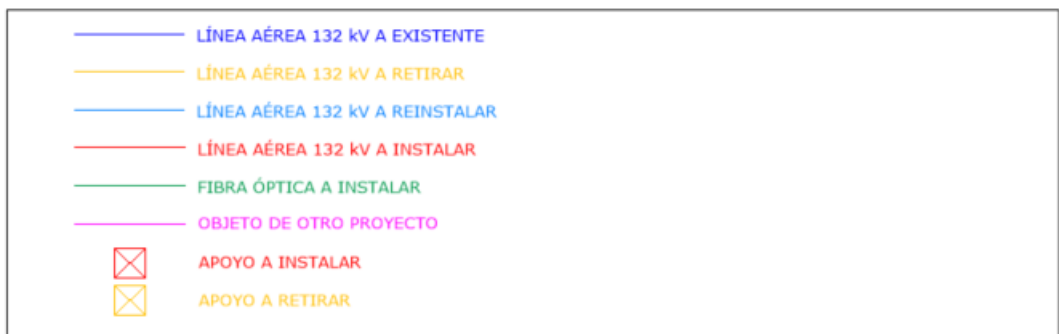 LÍNEA AÉREA 132 kV A EXISTENTE
LÍNEA AÉREA 132 kV A RETIRAR
LÍNEA AÉREA 132 kV A REINSTALAR
LÍNEA AÉREA 132 kV A INSTALAR
FIBRA ÓPTICA A INSTALAR
OBJETO DE OTRO PROYECTO
APOYO A INSTALAR
APOYO A RETIRAR